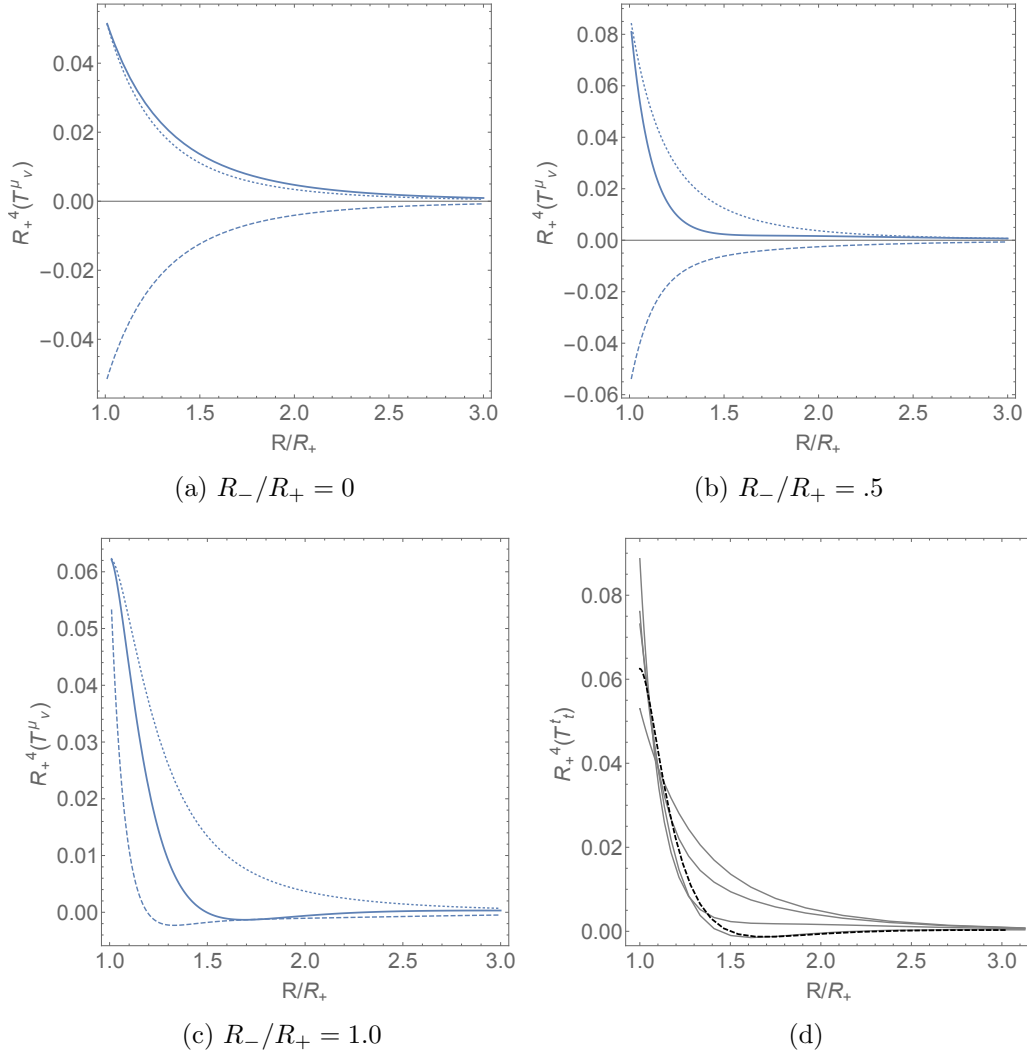 0.04
0.02
0.00
−0.02
−0.04
R₊⁴(T^μ_ν)
1.0 1.5 2.0 2.5 3.0
R/R₊
(a) R₋/R₊ = 0
0.08
0.06
0.04
0.02
0.00
−0.02
−0.04
−0.06
R₊⁴(T^μ_ν)
1.0 1.5 2.0 2.5 3.0
R/R₊
(b) R₋/R₊ = .5
0.06
0.05
0.04
0.03
0.02
0.01
0.00
R₊⁴(T^μ_ν)
1.0 1.5 2.0 2.5 3.0
R/R₊
(c) R₋/R₊ = 1.0
0.08
0.06
0.04
0.02
0.00
R₊⁴(T^t_t)
1.0 1.5 2.0 2.5 3.0
R/R₊
(d)